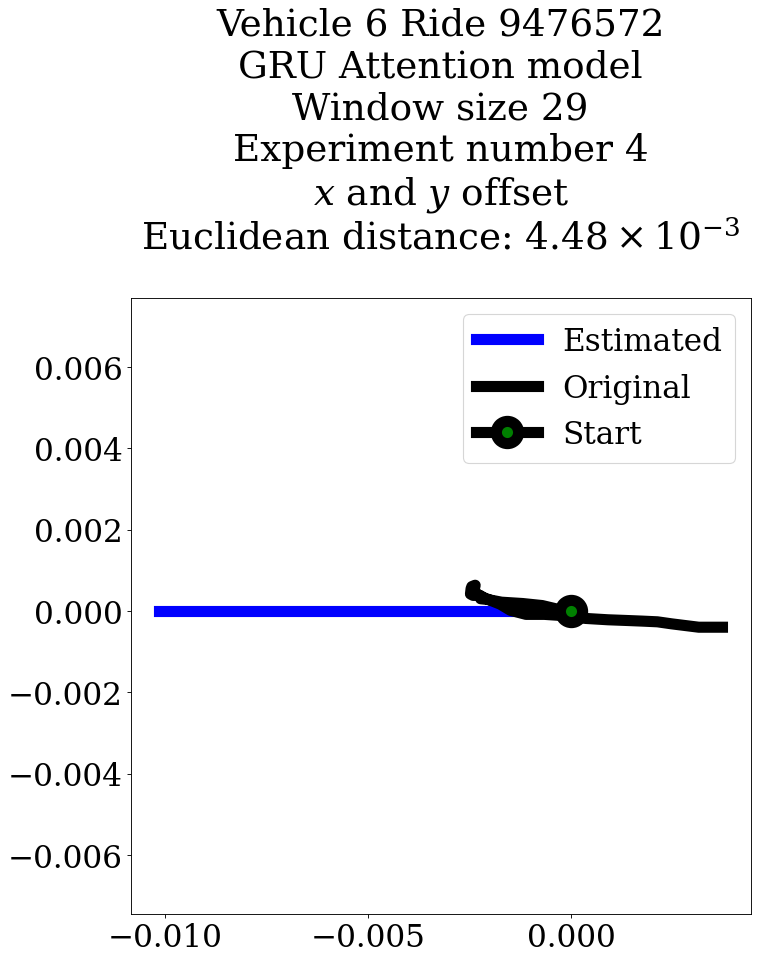 Vehicle 6 Ride 9476572
GRU Attention model
Window size 29
Experiment number 4
x and y offset
Euclidean distance: 4.48 × 10⁻³
Estimated
Original
Start
0.006
0.004
0.002
0.000
−0.002
−0.004
−0.006
−0.010
−0.005
0.000